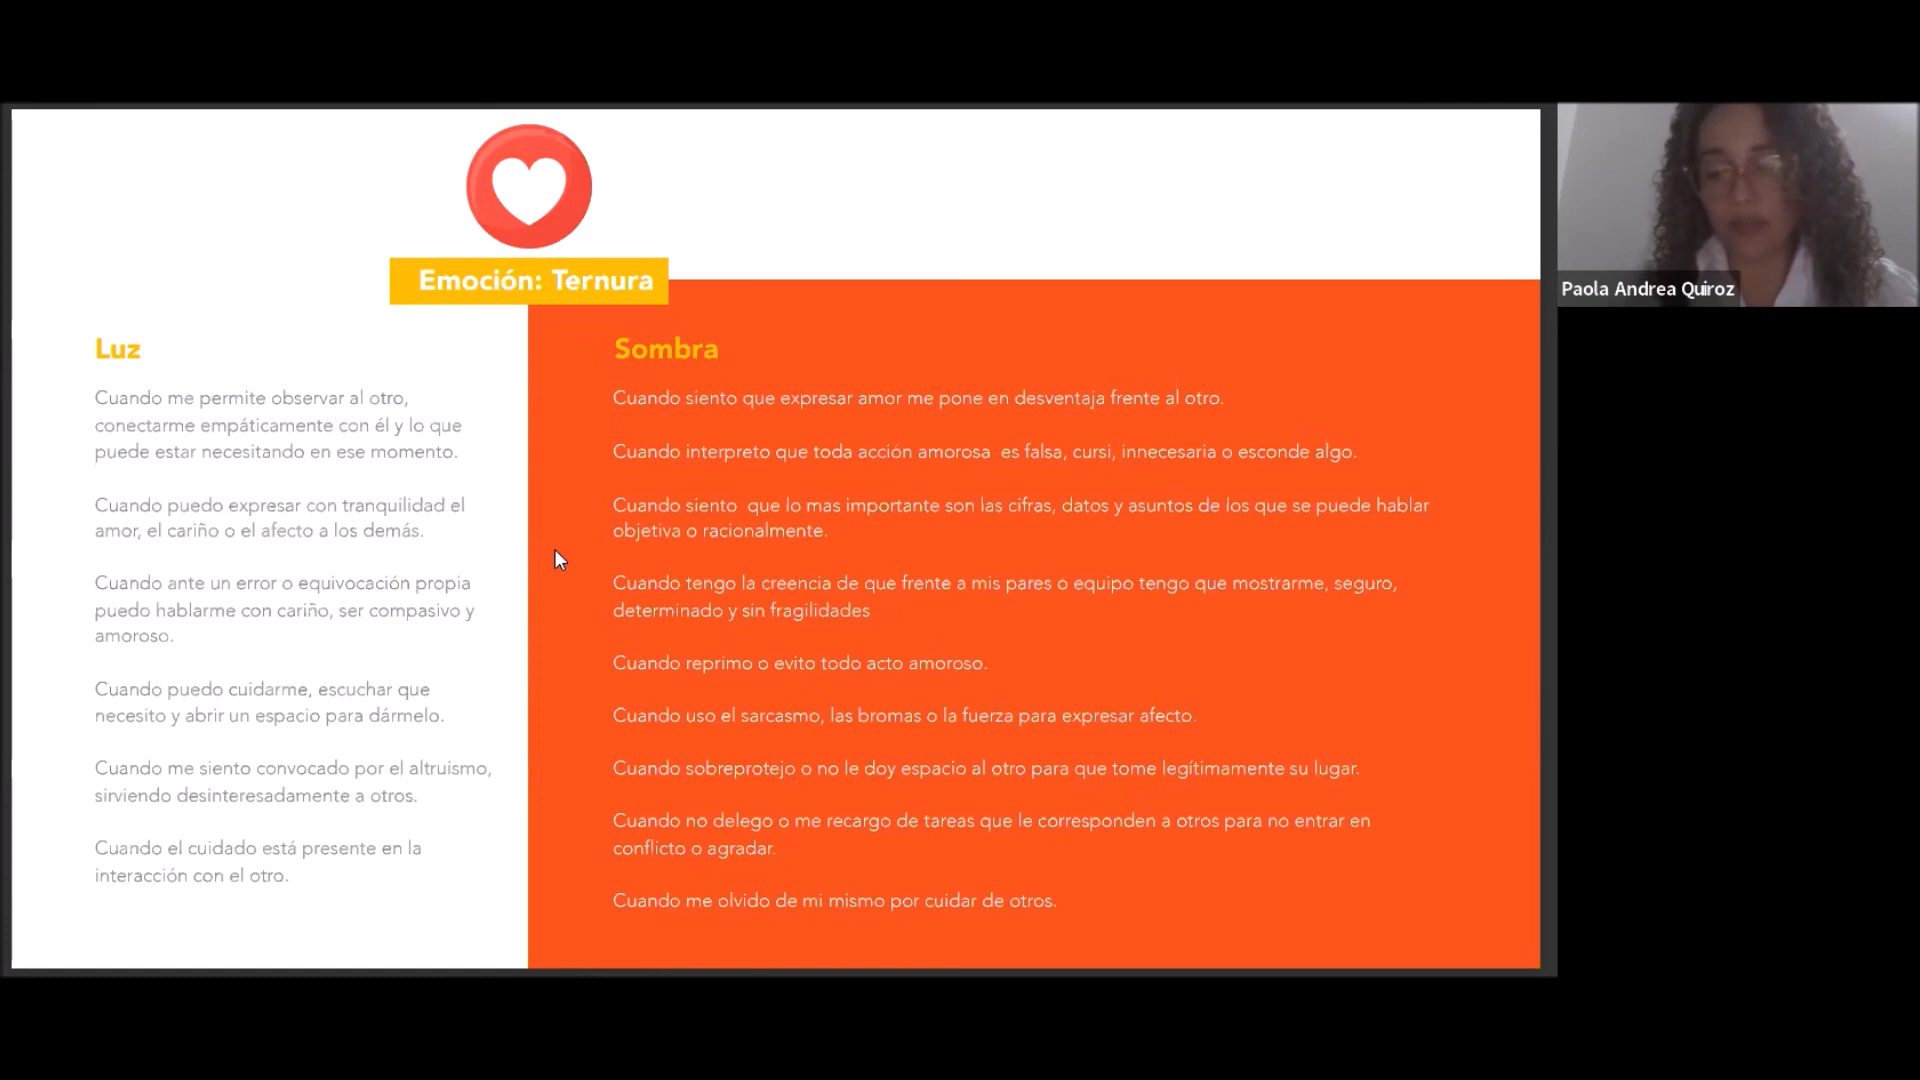 Emoción: Ternura
Luz
Cuando me permite observar al otro,
conectarme empáticamente con él y lo que
puede estar necesitando en ese momento.
Cuando puedo expresar con tranquilidad el
amor, el cariño o el afecto a los demás.
Cuando ante un error o equivocación propia
puedo hablarme con cariño, ser compasivo y
amoroso.
Cuando puedo cuidarme, escuchar que
necesito y abrir un espacio para dármelo.
Cuando me siento convocado por el altruismo,
sirviendo desinteresadamente a otros.
Cuando el cuidado está presente en la
interacción con el otro.
Sombra
Cuando siento que expresar amor me pone en desventaja frente al otro.
Cuando interpreto que toda acción amorosa es falsa, cursi, innecesaria o esconde algo.
Cuando siento que lo mas importante son las cifras, datos y asuntos de los que se puede hablar
objetiva o racionalmente.
Cuando tengo la creencia de que frente a mis pares o equipo tengo que mostrarme, seguro,
determinado y sin fragilidades
Cuando reprimo o evito todo acto amoroso.
Cuando uso el sarcasmo, las bromas o la fuerza para expresar afecto.
Cuando sobreprotejo o no le doy espacio al otro para que tome legítimamente su lugar.
Cuando no delego o me recargo de tareas que le corresponden a otros para no entrar en
conflicto o agradar.
Cuando me olvido de mi mismo por cuidar de otros.
Paola Andrea Quiroz